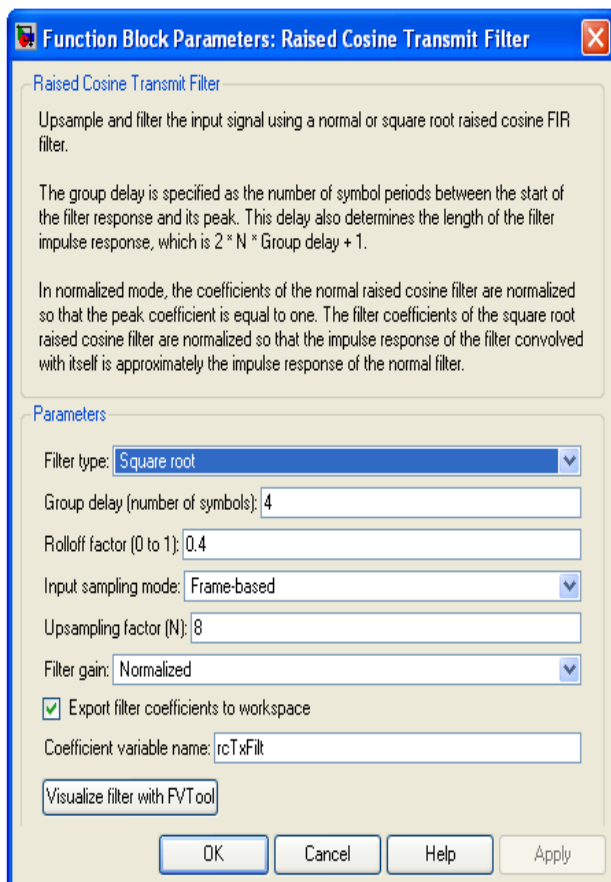 Function Block Parameters: Raised Cosine Transmit Filter
Raised Cosine Transmit Filter
Upsample and filter the input signal using a normal or square root raised cosine FIR
filter.
The group delay is specified as the number of symbol periods between the start of
the filter response and its peak. This delay also determines the length of the filter
impulse response, which is 2 * N * Group delay + 1.
In normalized mode, the coefficients of the normal raised cosine filter are normalized
so that the peak coefficient is equal to one. The filter coefficients of the square root
raised cosine filter are normalized so that the impulse response of the filter convolved
with itself is approximately the impulse response of the normal filter.
Parameters
Filter type: Square root
Group delay (number of symbols): 4
Rolloff factor (0 to 1): 0.4
Input sampling mode: Frame-based
Upsampling factor (N): 8
Filter gain: Normalized
Export filter coefficients to workspace
Coefficient variable name: rcTxFilt
Visualize filter with FVTool
OK Cancel Help Apply